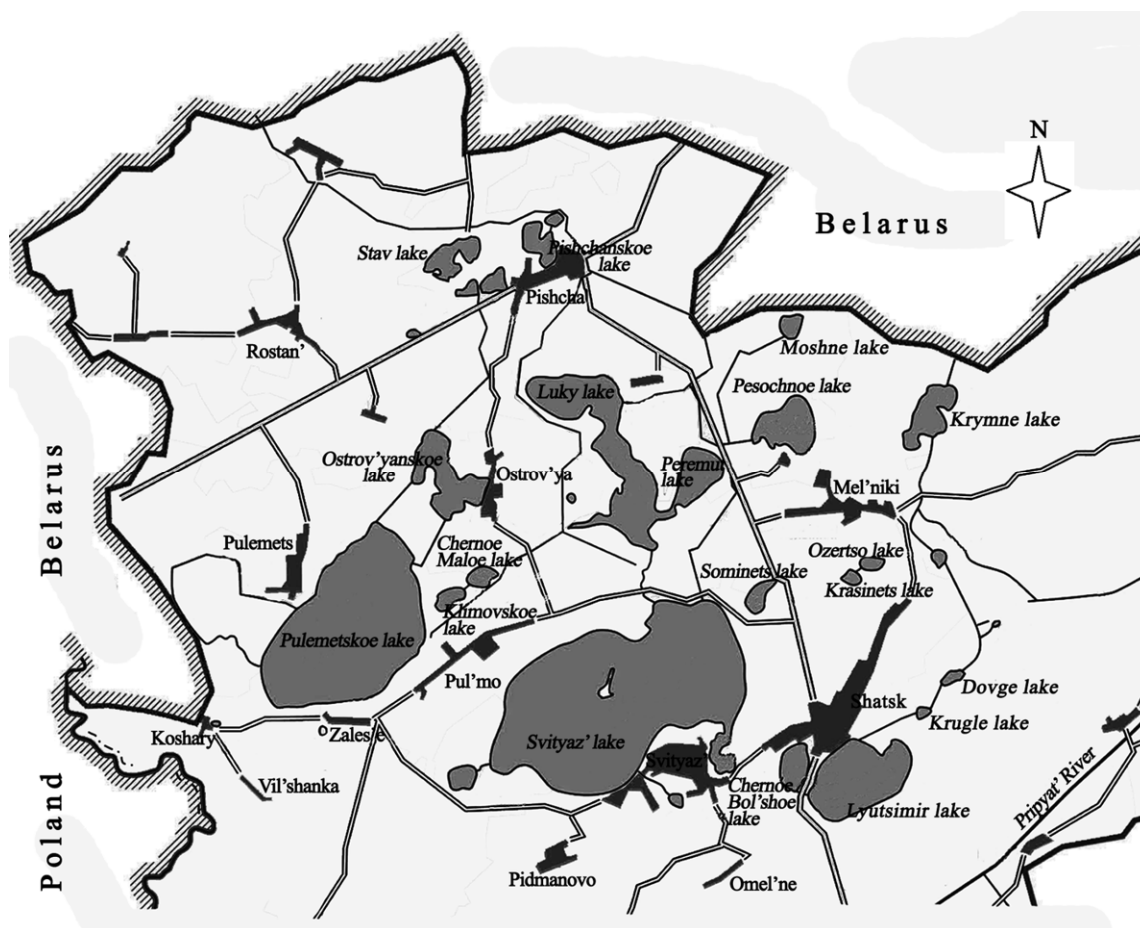 N
Belarus
Stav lake
Pishchanskoe
lake
Pishcha
Rostan'
Moshne lake
Luky lake
Pesochnoe lake
Krymne lake
Ostrov'yanskoe
lake
Ostrov'ya
Peremut
lake
Mel'niki
Belarus
Pulemets
Chernoe
Maloe lake
Ozertso lake
Sominets lake
Krasinets lake
Klimovskoe
lake
Pulemetskoe lake
Pul'mo
Dovge lake
Shatsk
Krugle lake
Koshary
Zalesie
Svityaz' lake
Svityaz'
Vil'shanka
Chernoe
Bol'shoe
lake
Lyutsimir lake
Pripyat' River
Poland
Pidmanovo
Omel'ne